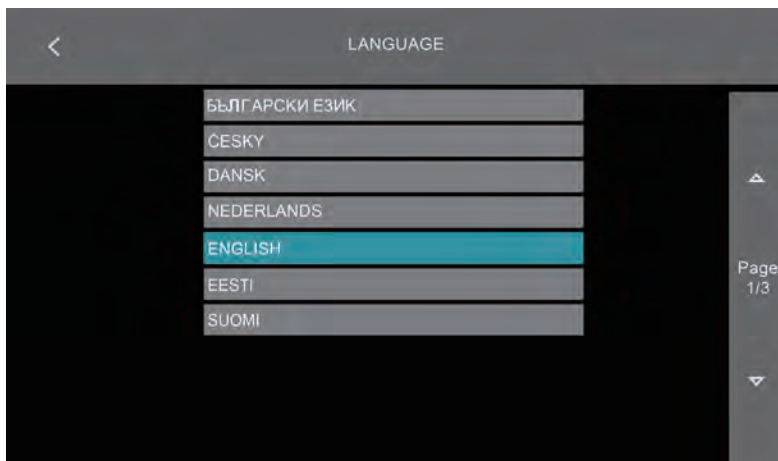 LANGUAGE
БЪЛГАРСКИ ЕЗИК
ČESKY
DANSK
NEDERLANDS
ENGLISH
EESTI
SUOMI
Page
1/3